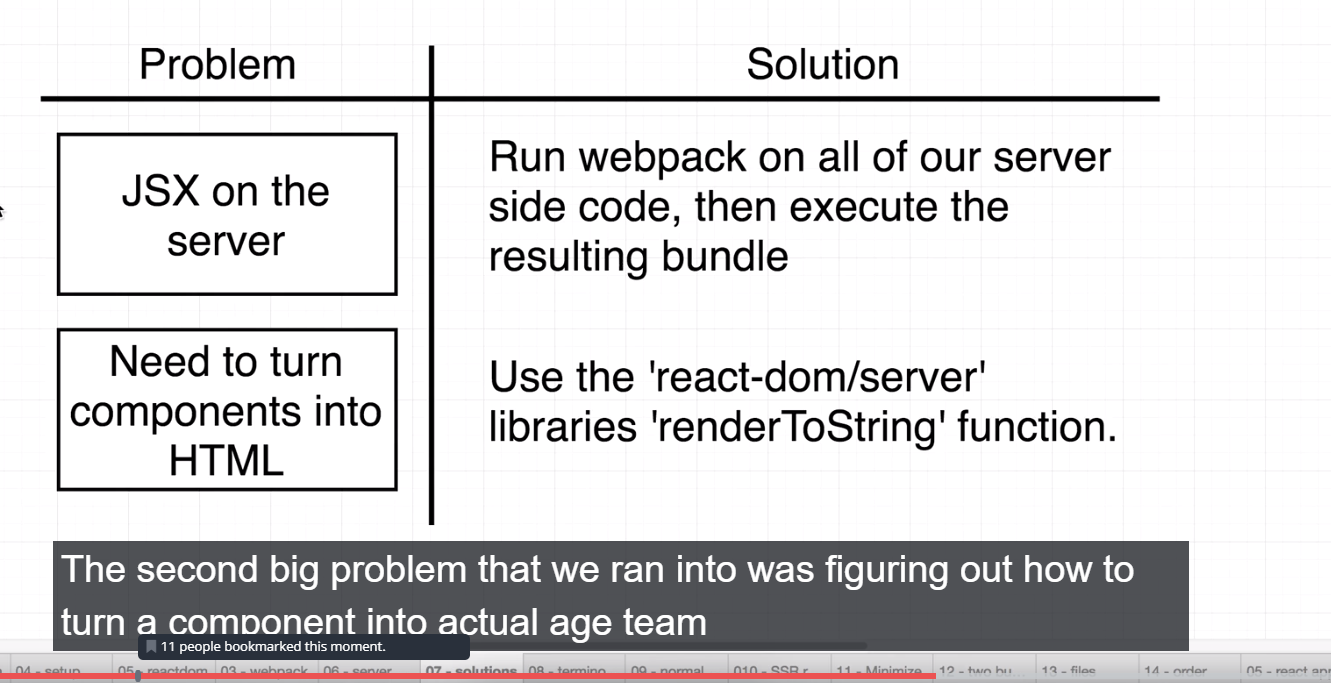 Problem
Solution
JSX on the
server
Run webpack on all of our server
side code, then execute the
resulting bundle
Need to turn
components into
HTML
Use the 'react-dom/server'
libraries 'renderToString' function.
The second big problem that we ran into was figuring out how to
turn a component into actual age team
11 people bookmarked this moment.
04 - setup
05 - reactdom
03 - webpack
06 - server
07 - solutions
08 - termino
09 - normal
010 - SSR r
11 - Minimize
12 - two bu...
13 - files
14 - order
05 - react app